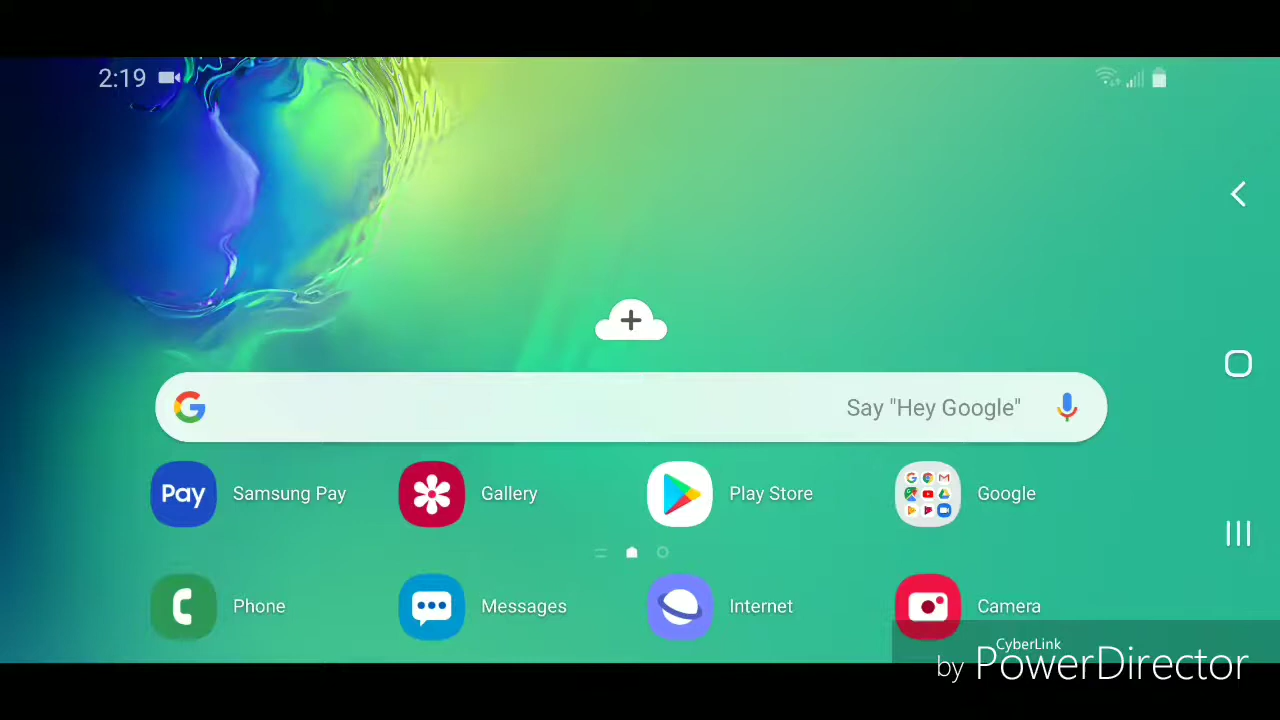 2:19
Say "Hey Google"
Pay Samsung Pay
Gallery
Play Store
Google
Phone
Messages
Internet
Camera
CyberLink
by PowerDirector